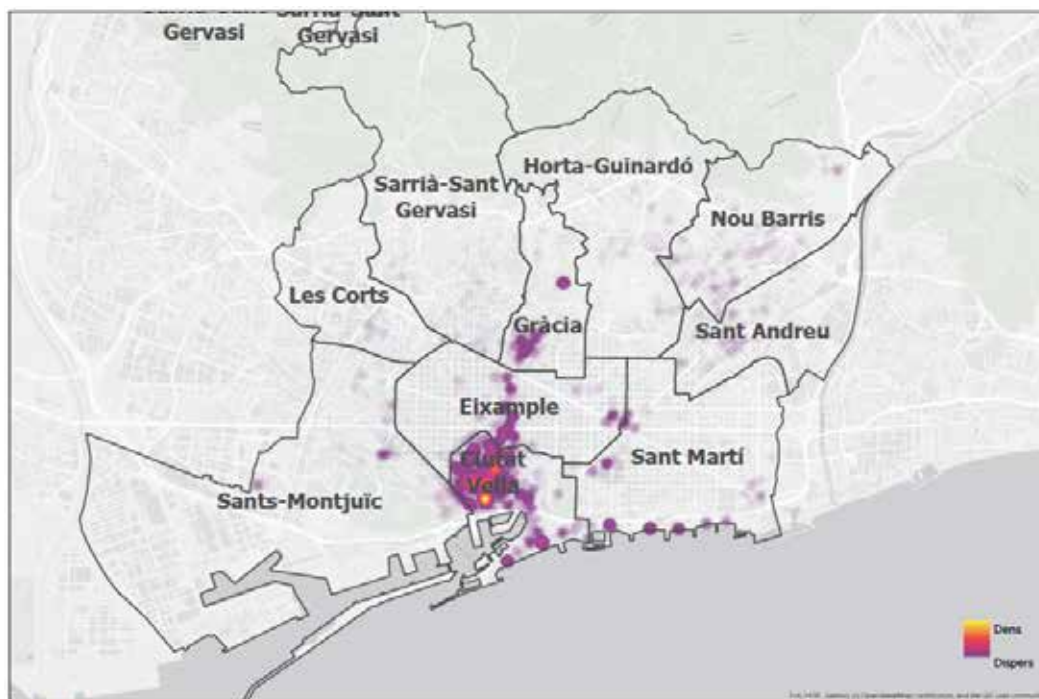 Gervasi
Gervasi
Horta-Guinardó
Sarrià-Sant
Gervasi
Nou Barris
Les Corts
Gràcia
Sant Andreu
Eixample
Ciutat
Vella
Sant Martí
Sants-Montjuïc
Dens
Dispers